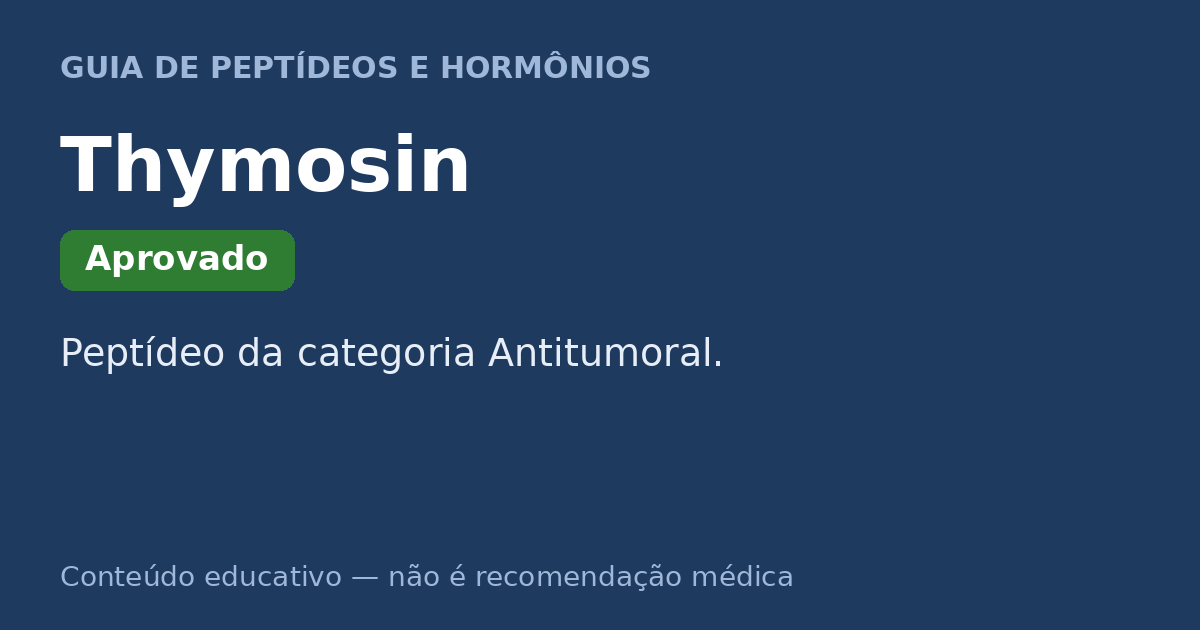 GUIA DE PEPTÍDEOS E HORMÔNIOS
Thymosin
Aprovado
Peptídeo da categoria Antitumoral.
Conteúdo educativo — não é recomendação médica